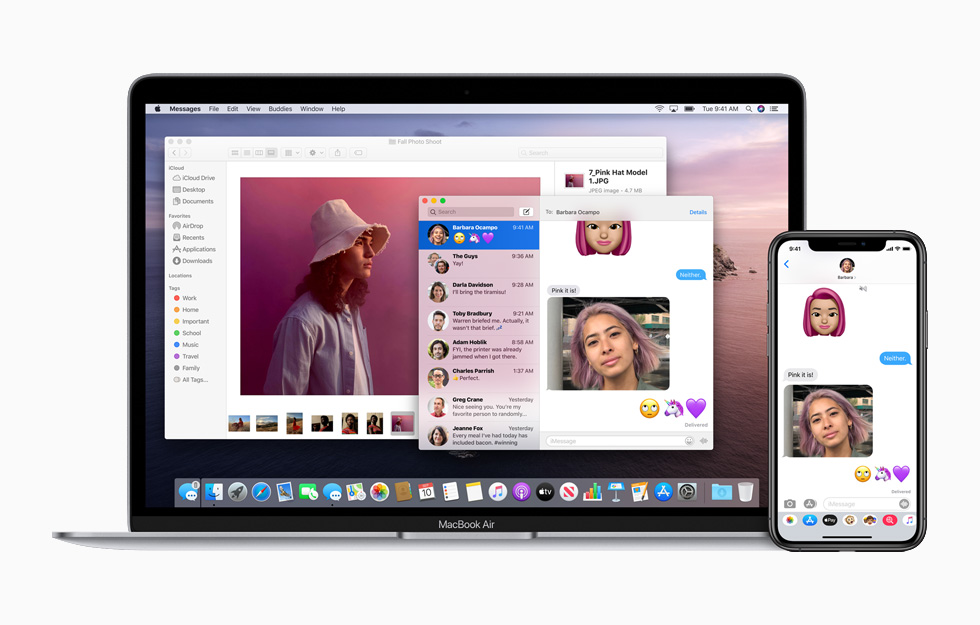 Messages File Edit View Buddies Window Help
Tue 9:41 AM
Fall Photo Shoot
Search
iCloud
iCloud Drive
Desktop
Documents
Favorites
AirDrop
Recents
Applications
Downloads
Locations
Tags
Work
Home
Important
School
Music
Travel
Family
All Tags...
7_Pink Hat Model
1.JPG
JPEG image - 4.7 MB
Search
Barbara Ocampo 9:41 AM
The Guys 9:36 AM
Yay!
Darla Davidson 9:28 AM
I'll bring the tiramisu!
Toby Bradbury 9:21 AM
Warren briefed me. Actually, it
wasn't that brief.
Adam Hoblik 8:58 AM
FYI, the printer was already
jammed when I got there.
Charles Parrish 1:37 AM
Perfect.
Greg Crane Yesterday
Nice seeing you. You're my
favorite person to randomly...
Jeanne Fox Yesterday
Every meal I've had today has
included bacon. #winning
To: Barbara Ocampo Details
Neither.
Pink it is!
Delivered
iMessage
10
tv
MacBook Air
9:41
Barbara
Neither.
Pink it is!
Delivered
iMessage
Pay